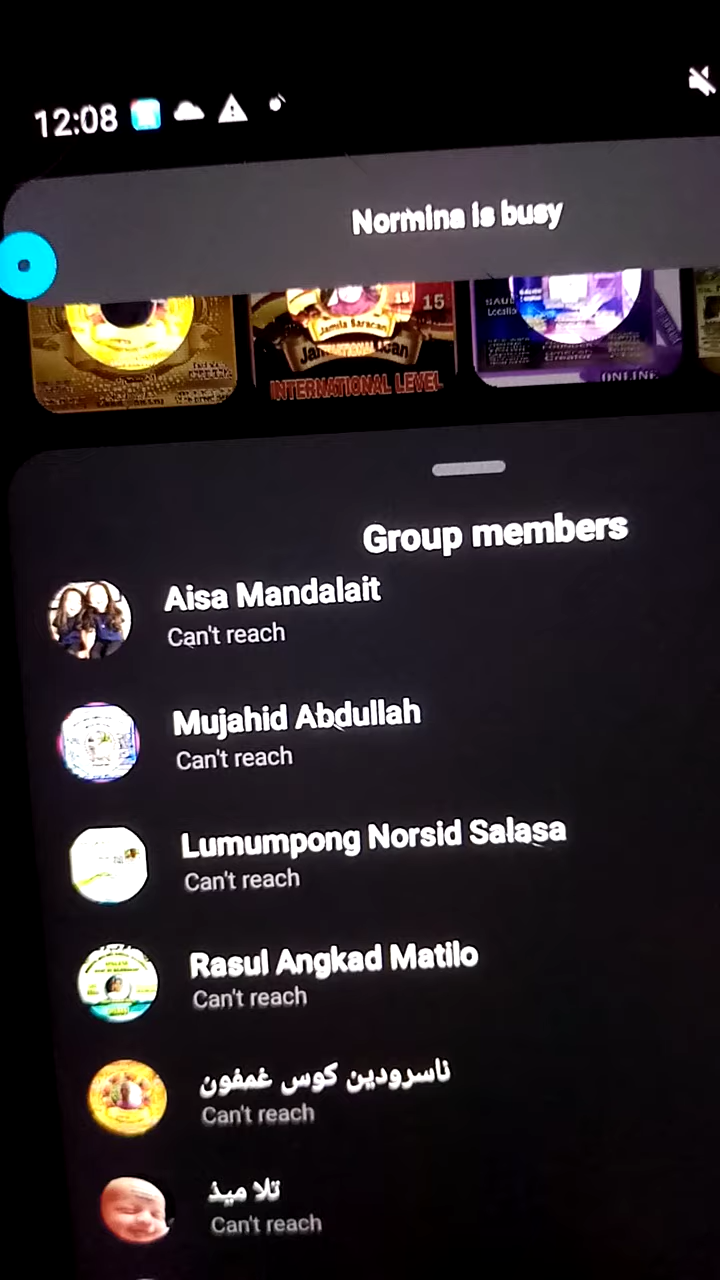 12:08
Normina is busy
15
Jamila Saracan
INTERNATIONAL LEVEL
ONLINE
Group members
Aisa Mandalait
Can't reach
Mujahid Abdullah
Can't reach
Lumumpong Norsid Salasa
Can't reach
Rasul Angkad Matilo
Can't reach
ناسرودين كوس غمفون
Can't reach
تلا ميذ
Can't reach